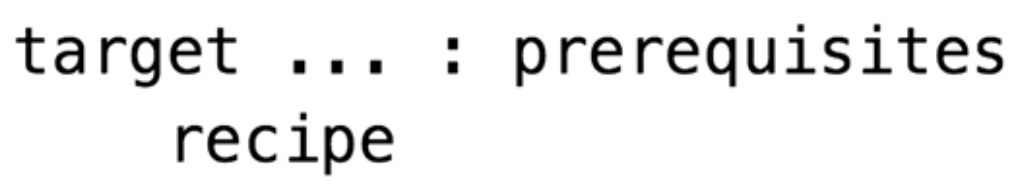 target ... : prerequisites
recipe